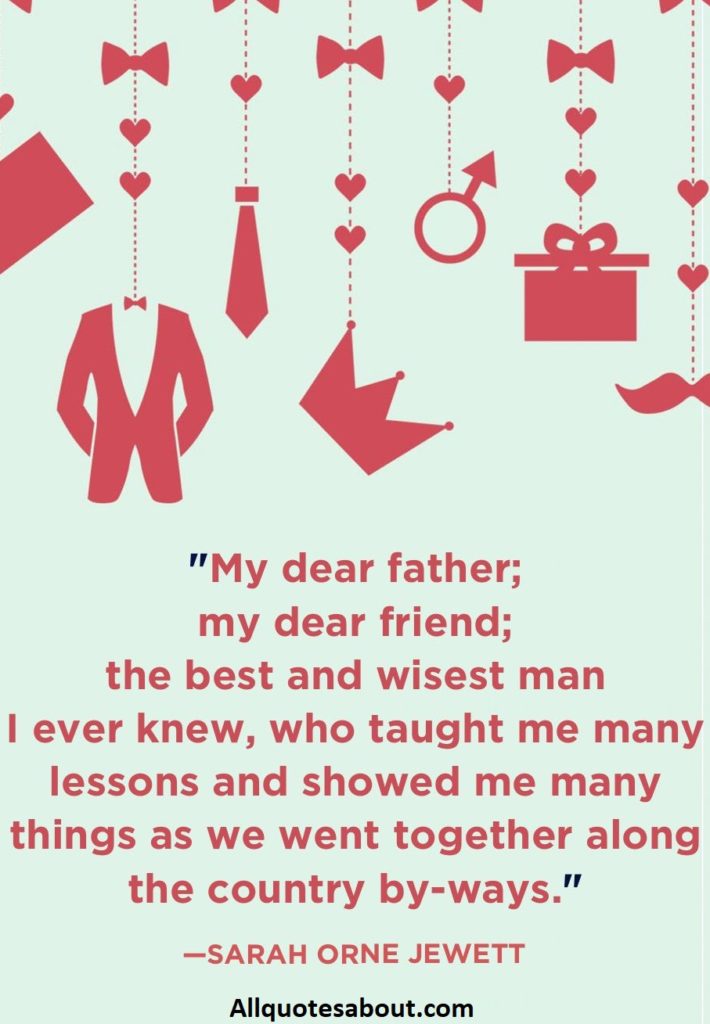 "My dear father;
my dear friend;
the best and wisest man
I ever knew, who taught me many
lessons and showed me many
things as we went together along
the country by-ways."
—SARAH ORNE JEWETT
Allquotesabout.com